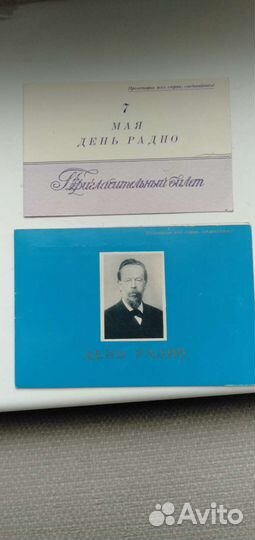 Пролетарии всех стран, соединяйтесь!
7
МАЯ
ДЕНЬ РАДИО
Пригласительный билет
Пролетарии всех стран, соединяйтесь!
ДЕНЬ РАДИО
Avito